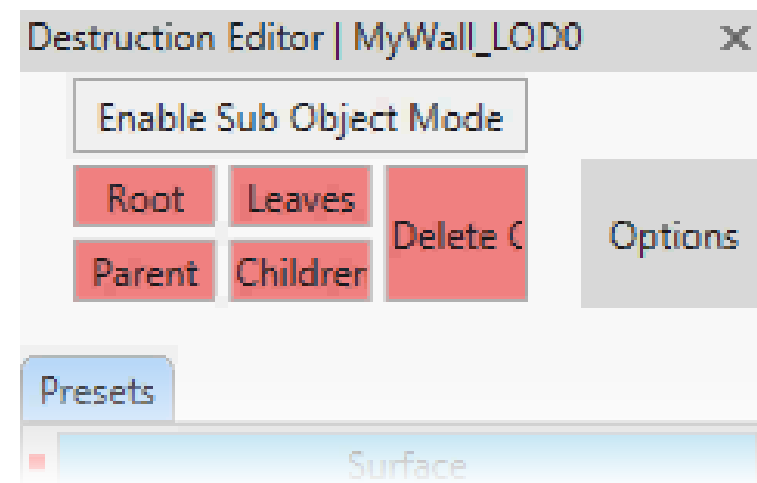 Destruction Editor | MyWall_LOD0
Enable Sub Object Mode
Root Leaves
Delete C
Options
Parent Childrer
Presets
Surface